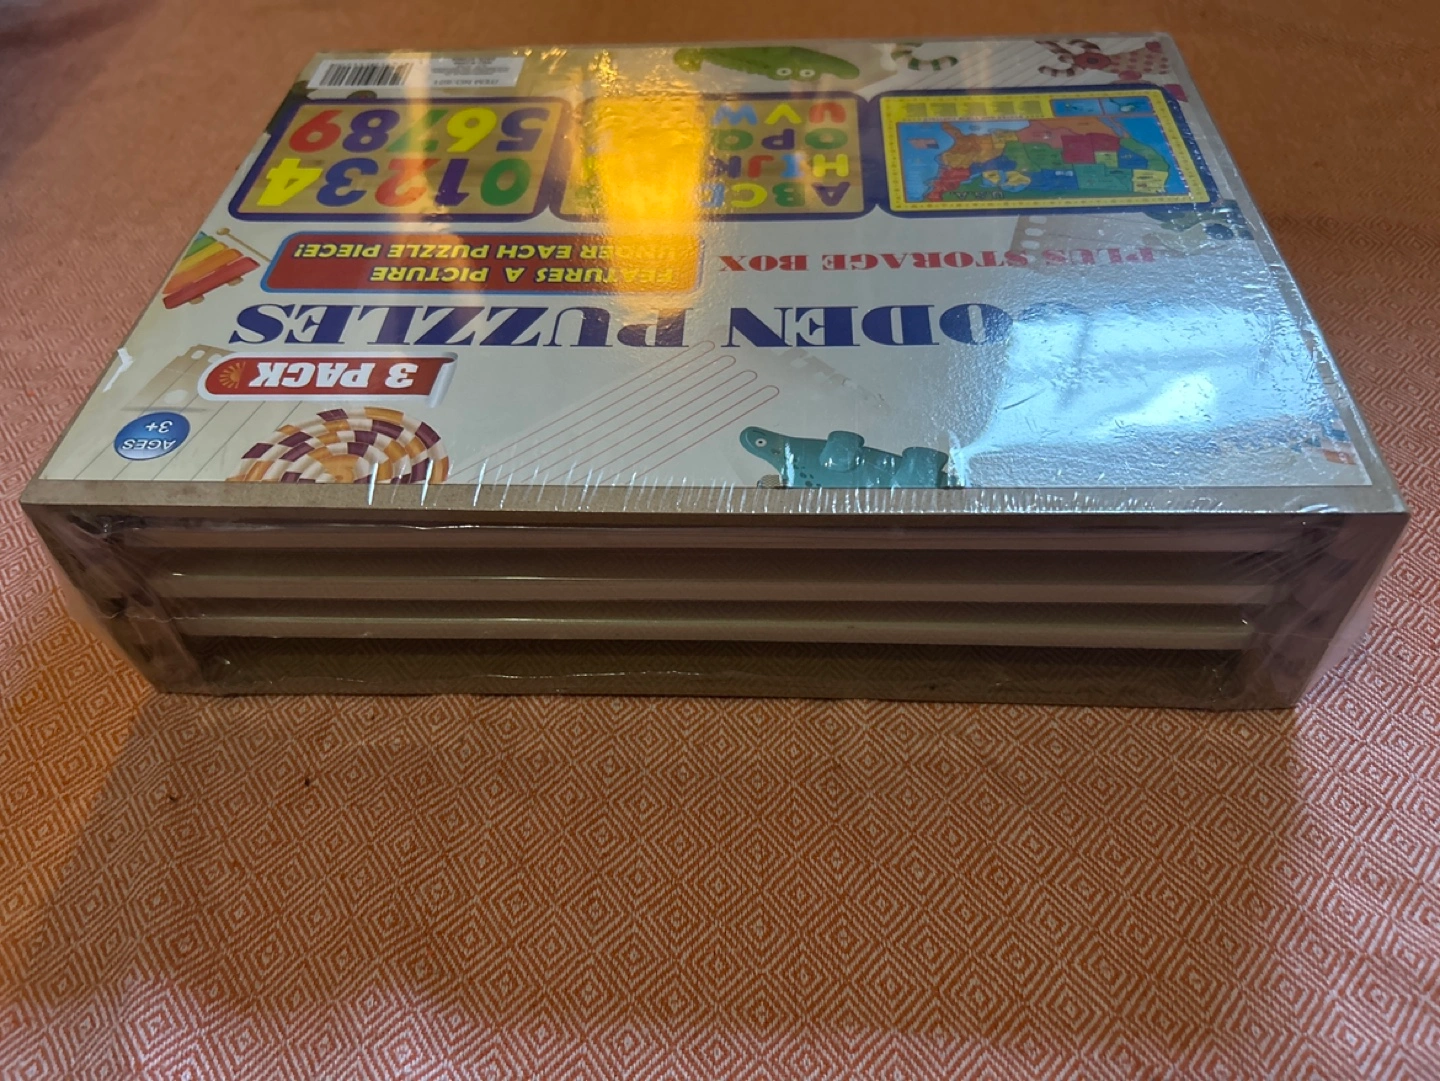 AGES
3+
3 PACK
ODEN PUZZLES
PLUS STORAGE BOX
FEATURES A PICTURE
UNDER EACH PUZZLE PIECE!
01234
56789
ABCD
HIJK
OPQ
UVW